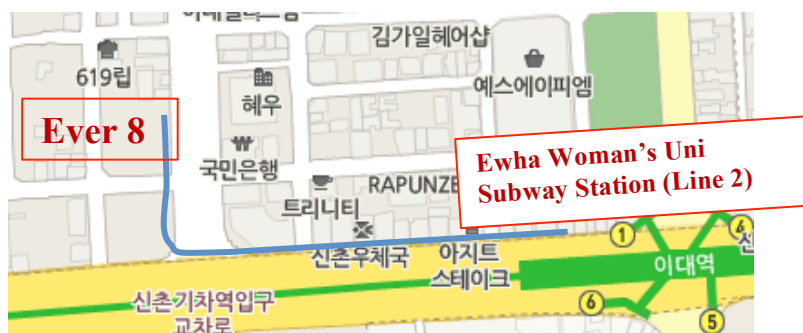 김가일헤어샵
619립
예스에이피엠
혜우
Ever 8
국민은행
Ewha Woman's Uni
Subway Station (Line 2)
RAPUNZE
트리니티
1
4
신촌우체국
아지트
스테이크
이대역
신촌기차역입구
교차로
6
5